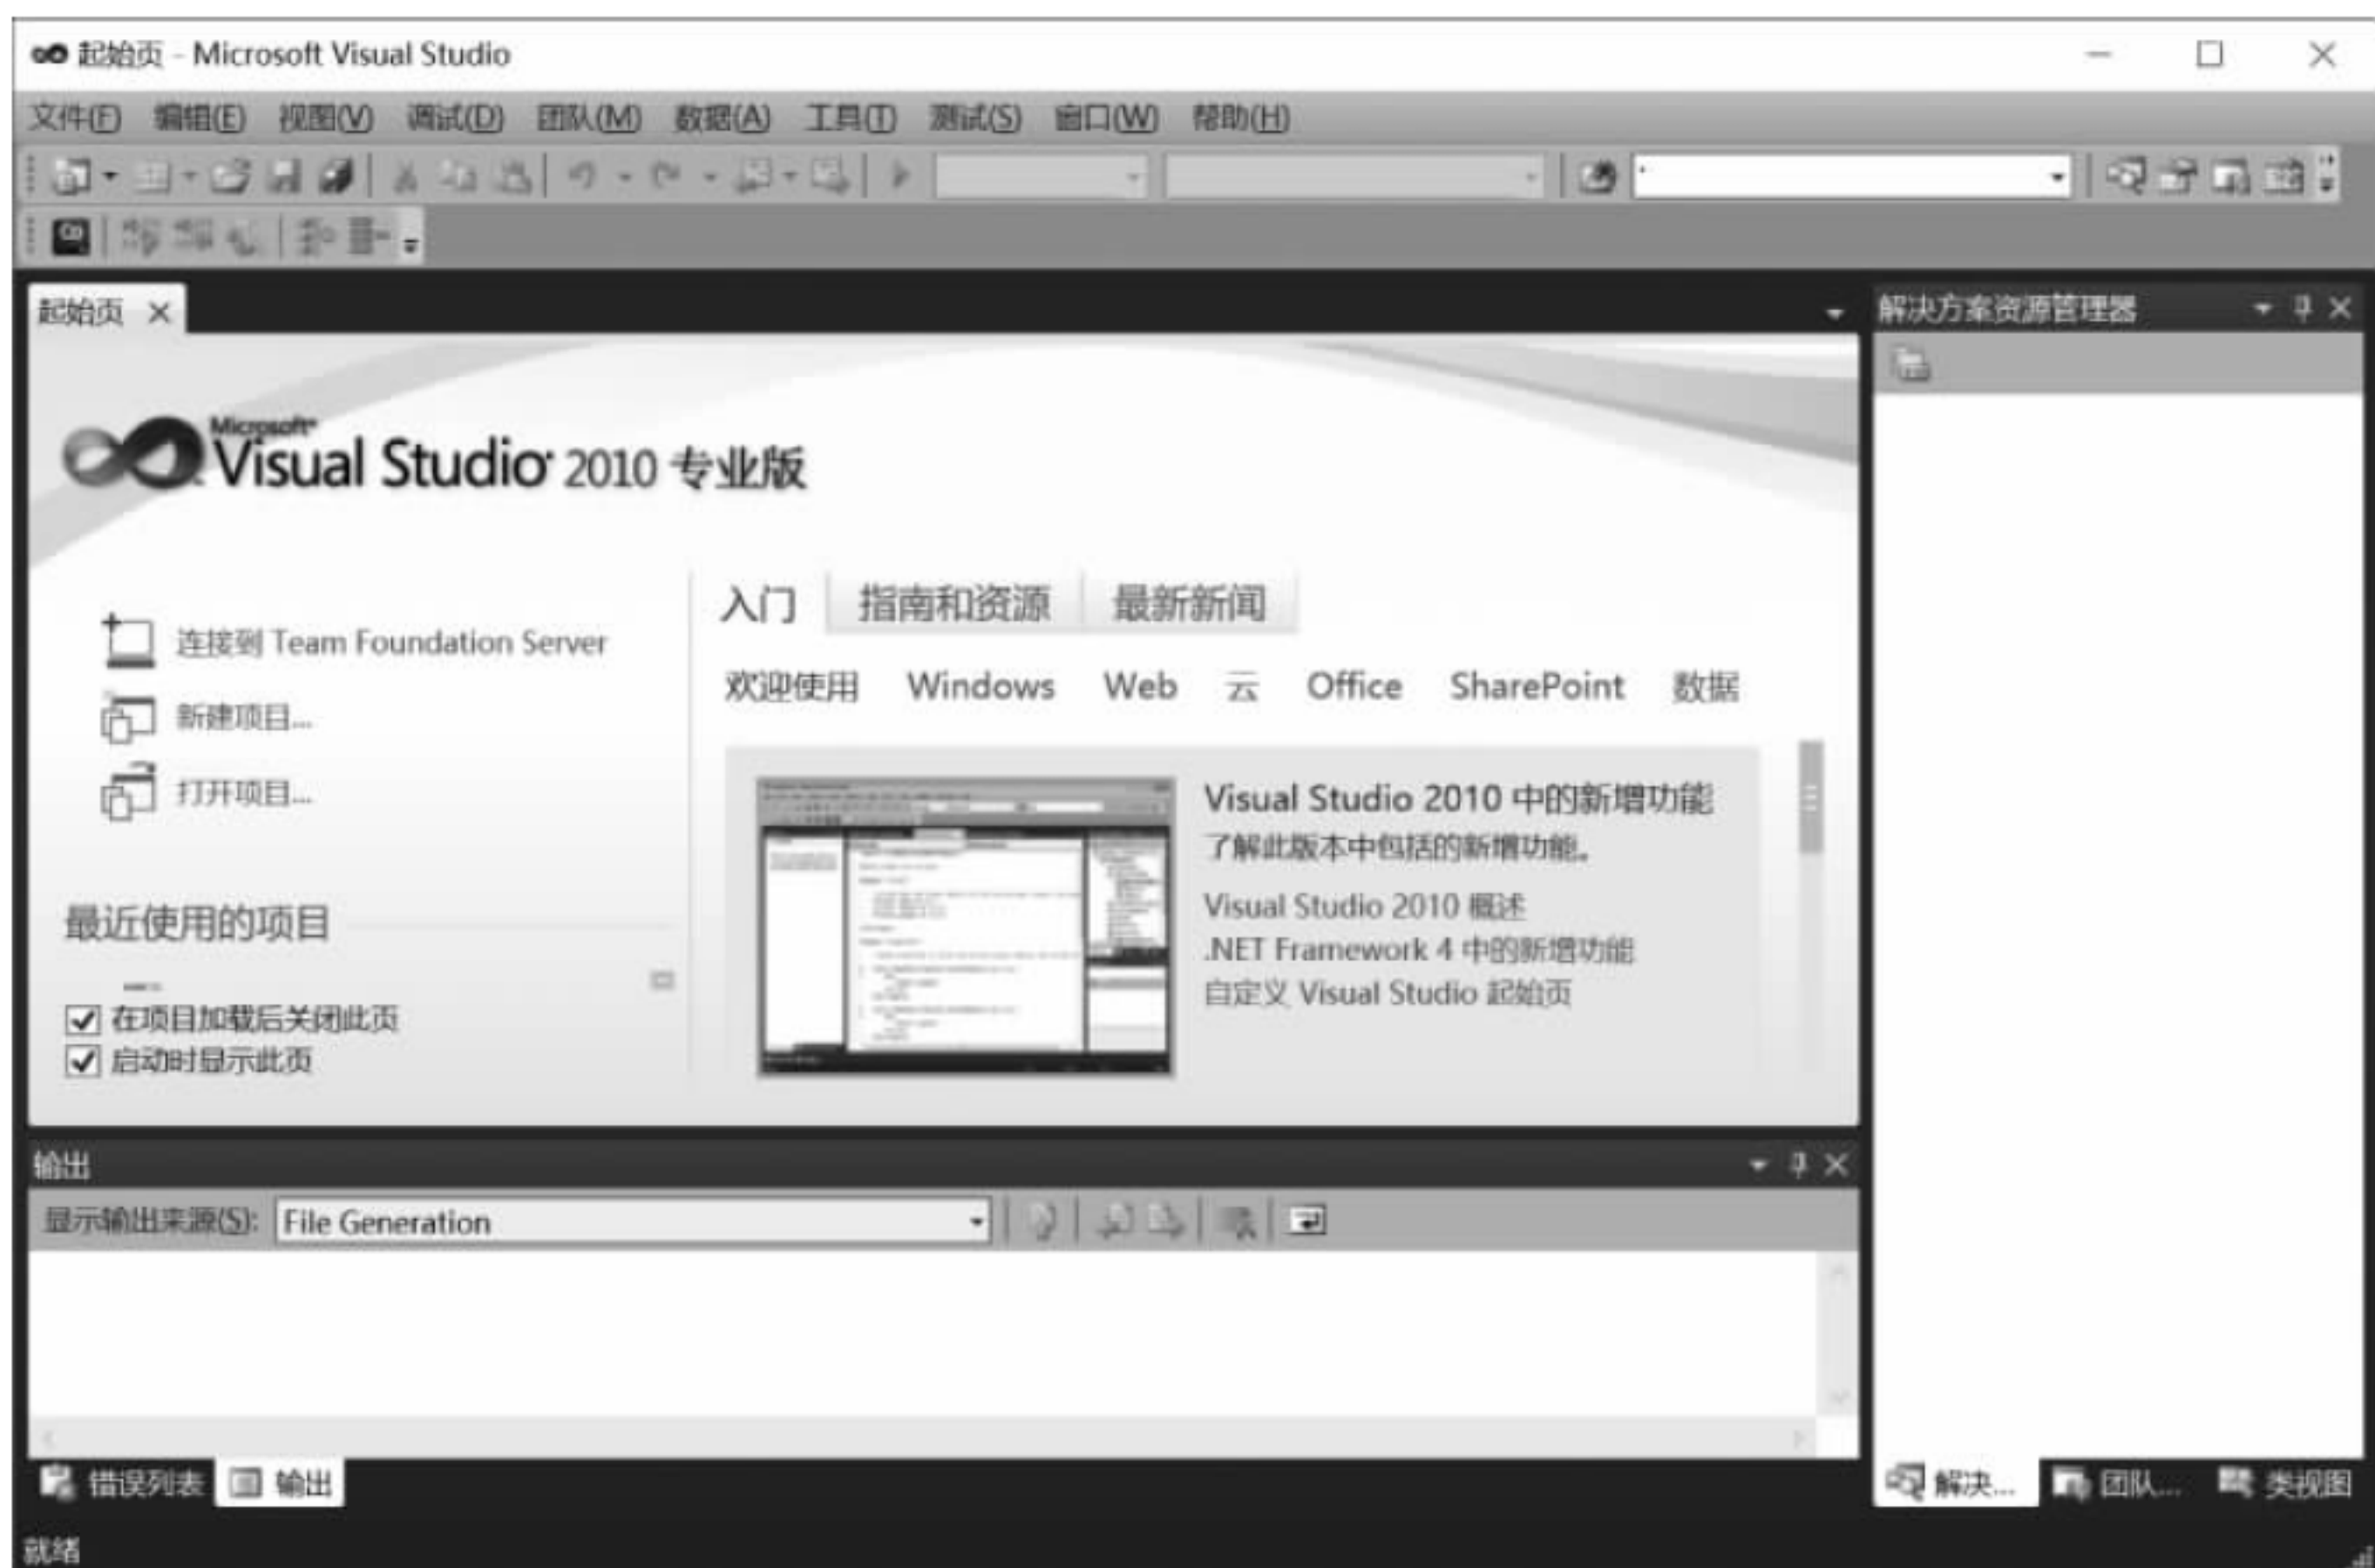 起始页 - Microsoft Visual Studio
文件(F) 编辑(E) 视图(V) 调试(D) 团队(M) 数据(A) 工具(T) 测试(S) 窗口(W) 帮助(H)
起始页
解决方案资源管理器
Microsoft®
Visual Studio 2010 专业版
连接到 Team Foundation Server
新建项目...
打开项目...
最近使用的项目
在项目加载后关闭此页
启动时显示此页
入门 指南和资源 最新新闻
欢迎使用 Windows Web 云 Office SharePoint 数据
Visual Studio 2010 中的新增功能
了解此版本中包括的新增功能。
Visual Studio 2010 概述
.NET Framework 4 中的新增功能
自定义 Visual Studio 起始页
输出
显示输出来源(S): File Generation
错误列表 输出
解决... 团队... 类视图
就绪